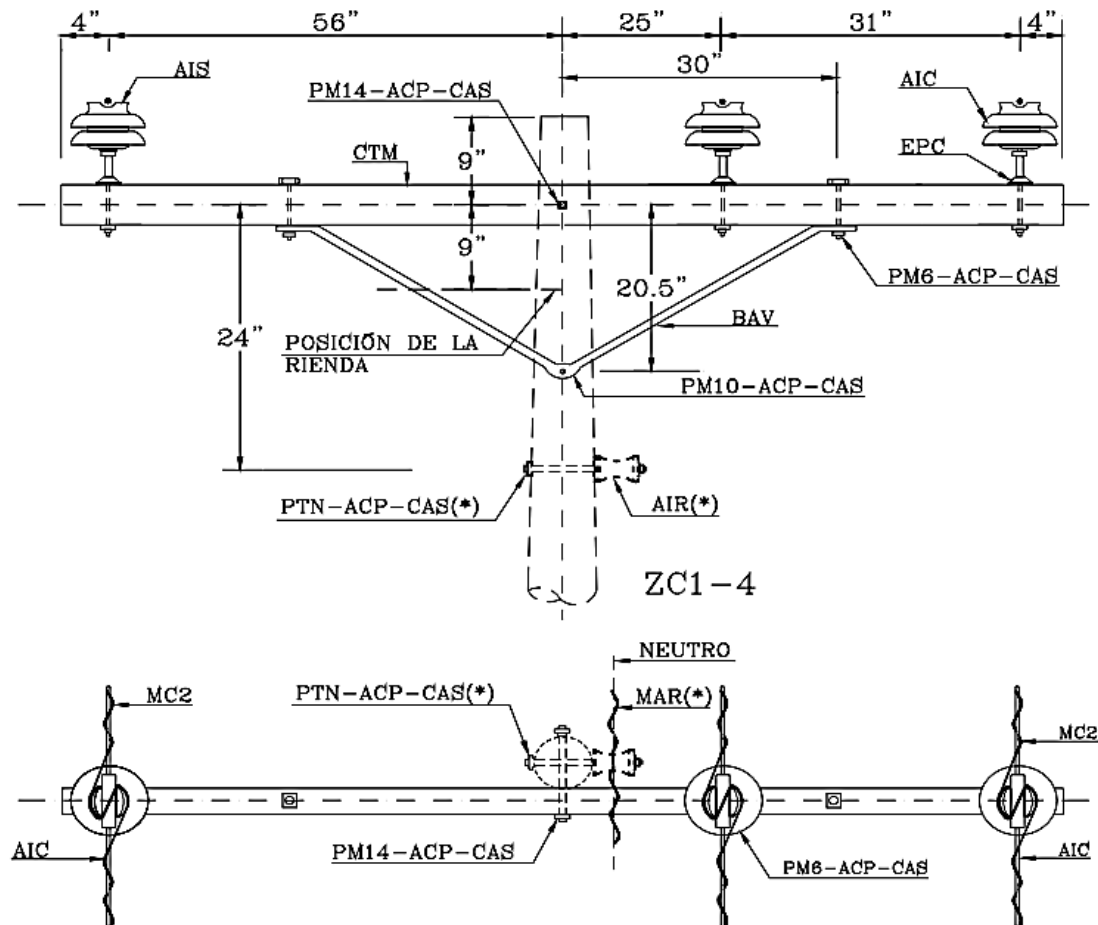 4" 56" 25" 31" 4"
30"
AIS
PM14-ACP-CAS
AIC
CTM
9"
EPC
9"
20.5"
PM6-ACP-CAS
24"
BAV
POSICIÓN DE LA
RIENDA
PM10-ACP-CAS
PTN-ACP-CAS(*)
AIR(*)
ZC1-4
NEUTRO
MC2
PTN-ACP-CAS(*)
MAR(*)
MC2
AIC
PM14-ACP-CAS
PM6-ACP-CAS
AIC